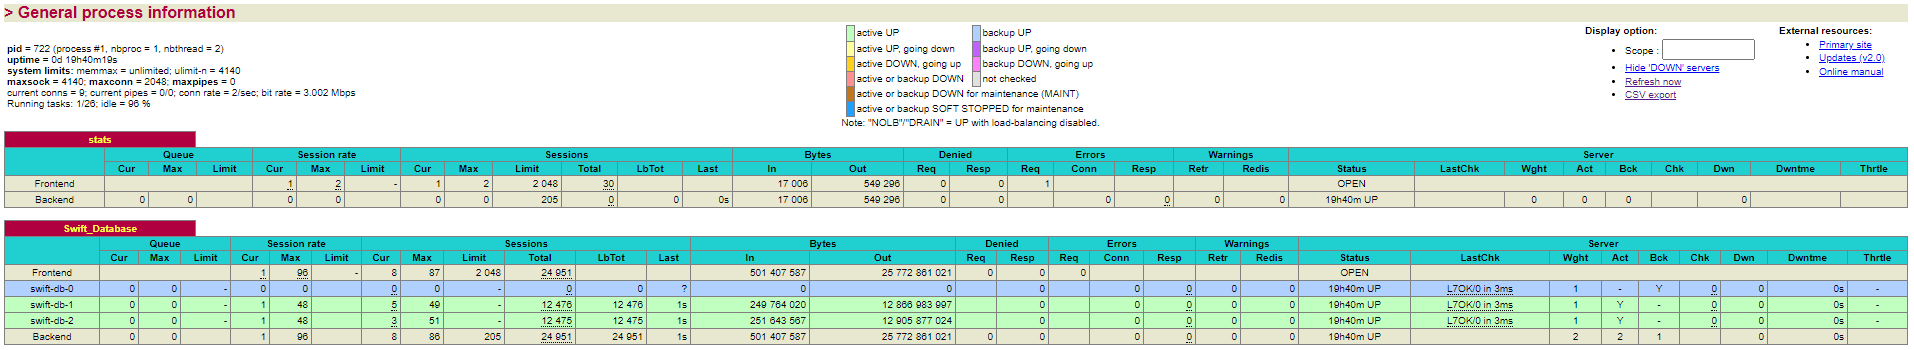 > General process information
pid = 722 (process #1, nbproc = 1, nbthread = 2)
uptime = 0d 19h40m19s
system limits: memmax = unlimited; ulimit-n = 4140
maxsock = 4140; maxconn = 2048; maxpipes = 0
current conns = 9; current pipes = 0/0; conn rate = 2/sec; bit rate = 3.002 Mbps
Running tasks: 1/26; idle = 96 %
active UP backup UP
active UP, going down backup UP, going down
active DOWN, going up backup DOWN, going up
active or backup DOWN not checked
active or backup DOWN for maintenance (MAINT)
active or backup SOFT STOPPED for maintenance
Note: "NOLB"/"DRAIN" = UP with load-balancing disabled.
Display option:
• Scope :
• Hide 'DOWN' servers
• Refresh now
• CSV export
External resources:
• Primary site
• Updates (v2.0)
• Online manual
stats
Queue Session rate Sessions Bytes Denied Errors Warnings Server
Cur Max Limit Cur Max Limit Cur Max Limit Total LbTot Last In Out Req Resp Req Conn Resp Retr Redis Status LastChk Wght Act Bck Chk Dwn Dwntme Thrtle
Frontend 1 2 - 1 2 2 048 30 17 006 549 296 0 0 1 OPEN
Backend 0 0 0 0 0 0 205 0 0 0s 17 006 549 296 0 0 0 0 0 0 19h40m UP 0 0 0 0
Swift_Database
Queue Session rate Sessions Bytes Denied Errors Warnings Server
Cur Max Limit Cur Max Limit Cur Max Limit Total LbTot Last In Out Req Resp Req Conn Resp Retr Redis Status LastChk Wght Act Bck Chk Dwn Dwntme Thrtle
Frontend 1 96 - 8 87 2 048 24 951 501 407 587 25 772 861 021 0 0 0 OPEN
swift-db-0 0 0 - 0 0 0 0 - 0 0 ? 0 0 0 0 0 0 0 19h40m UP L7OK/0 in 3ms 1 - Y 0 0 0s -
swift-db-1 0 0 - 1 48 5 49 - 12 476 12 476 1s 249 764 020 12 866 983 997 0 0 0 0 0 19h40m UP L7OK/0 in 3ms 1 Y - 0 0 0s -
swift-db-2 0 0 - 1 48 3 51 - 12 475 12 475 1s 251 643 567 12 905 877 024 0 0 0 0 0 19h40m UP L7OK/0 in 3ms 1 Y - 0 0 0s -
Backend 0 0 1 96 8 86 205 24 951 24 951 1s 501 407 587 25 772 861 021 0 0 0 0 0 0 19h40m UP 2 2 1 0 0s